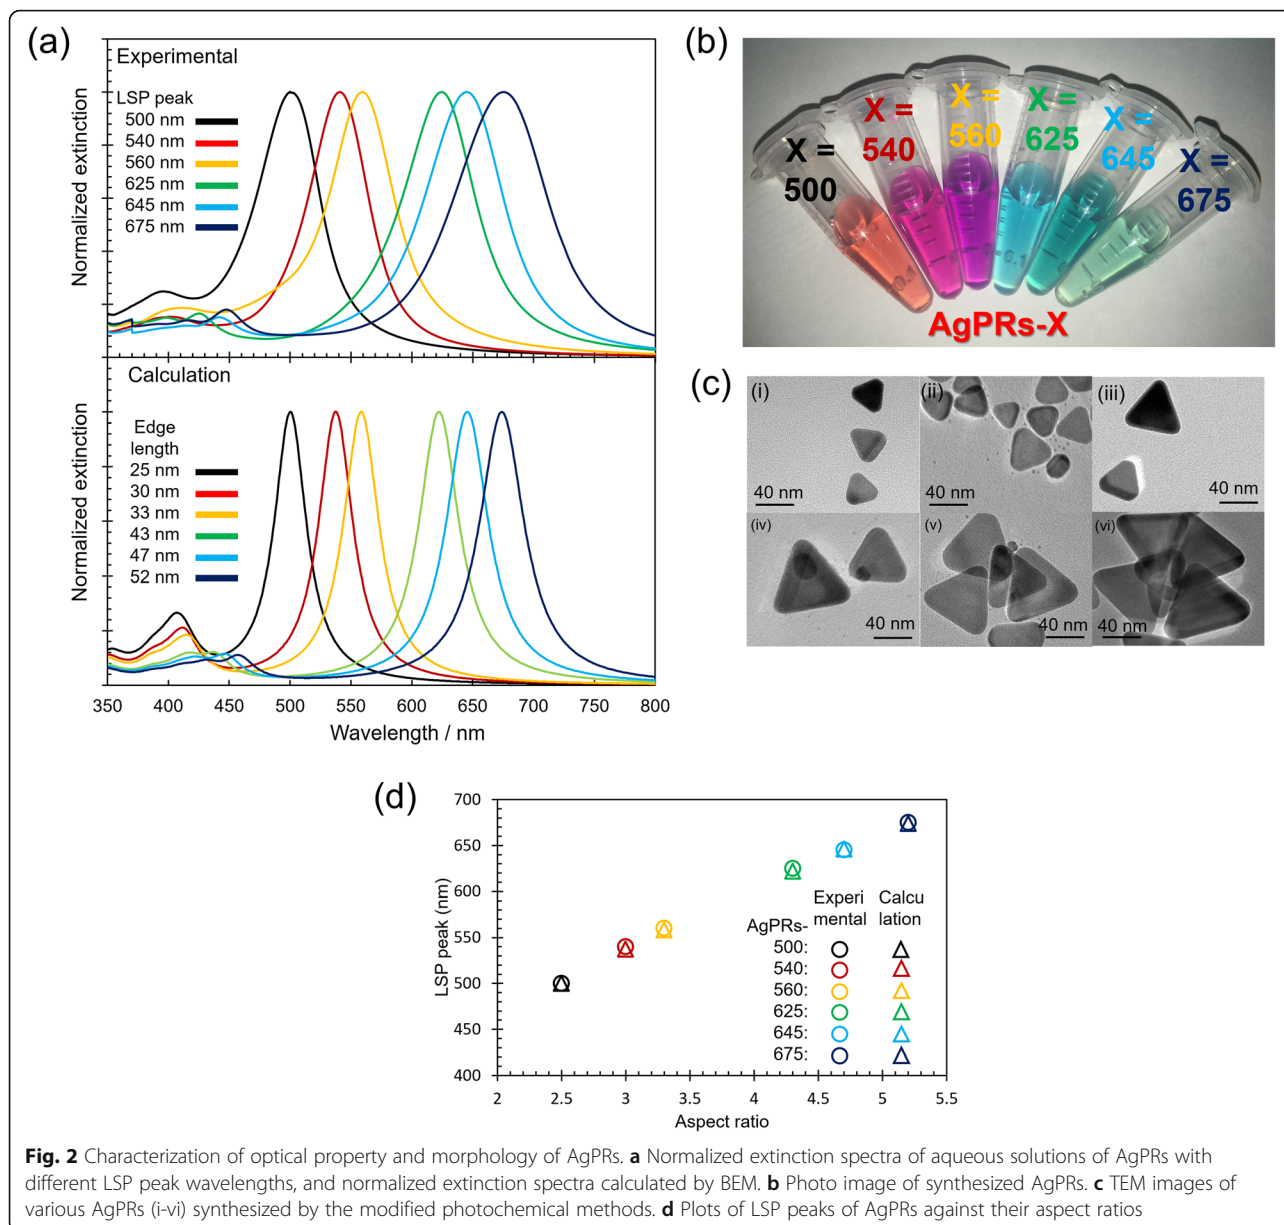 (a)
Experimental
LSP peak
500 nm
540 nm
560 nm
625 nm
645 nm
675 nm
Normalized extinction
Calculation
Edge
length
25 nm
30 nm
33 nm
43 nm
47 nm
52 nm
Normalized extinction
350 400 450 500 550 600 650 700 750 800
Wavelength / nm
(b)
X =
500
X =
540
X =
560
X =
625
X =
645
X =
675
AgPRs-X
(c)
(i)
40 nm
(ii)
(iii)
40 nm
(iv)
40 nm
(v)
40 nm
(vi)
40 nm
(d)
700
650
600
550
500
450
400
LSP peak (nm)
2 2.5 3 3.5 4 4.5 5 5.5
Aspect ratio
Experi
mental
Calcu
lation
AgPRs-
500:
540:
560:
625:
645:
675:
Fig. 2 Characterization of optical property and morphology of AgPRs. a Normalized extinction spectra of aqueous solutions of AgPRs with
different LSP peak wavelengths, and normalized extinction spectra calculated by BEM. b Photo image of synthesized AgPRs. c TEM images of
various AgPRs (i-vi) synthesized by the modified photochemical methods. d Plots of LSP peaks of AgPRs against their aspect ratios